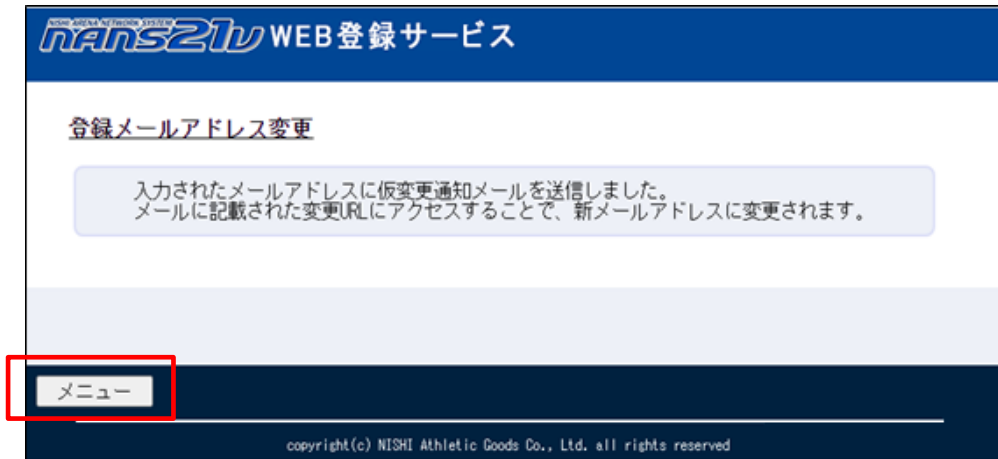 NISHI ARENA NETWORK SYSTEM
NANS21V WEB登録サービス
登録メールアドレス変更
入力されたメールアドレスに仮変更通知メールを送信しました。
メールに記載された変更URLにアクセスすることで、新メールアドレスに変更されます。
メニュー
copyright(c) NISHI Athletic Goods Co., Ltd. all rights reserved